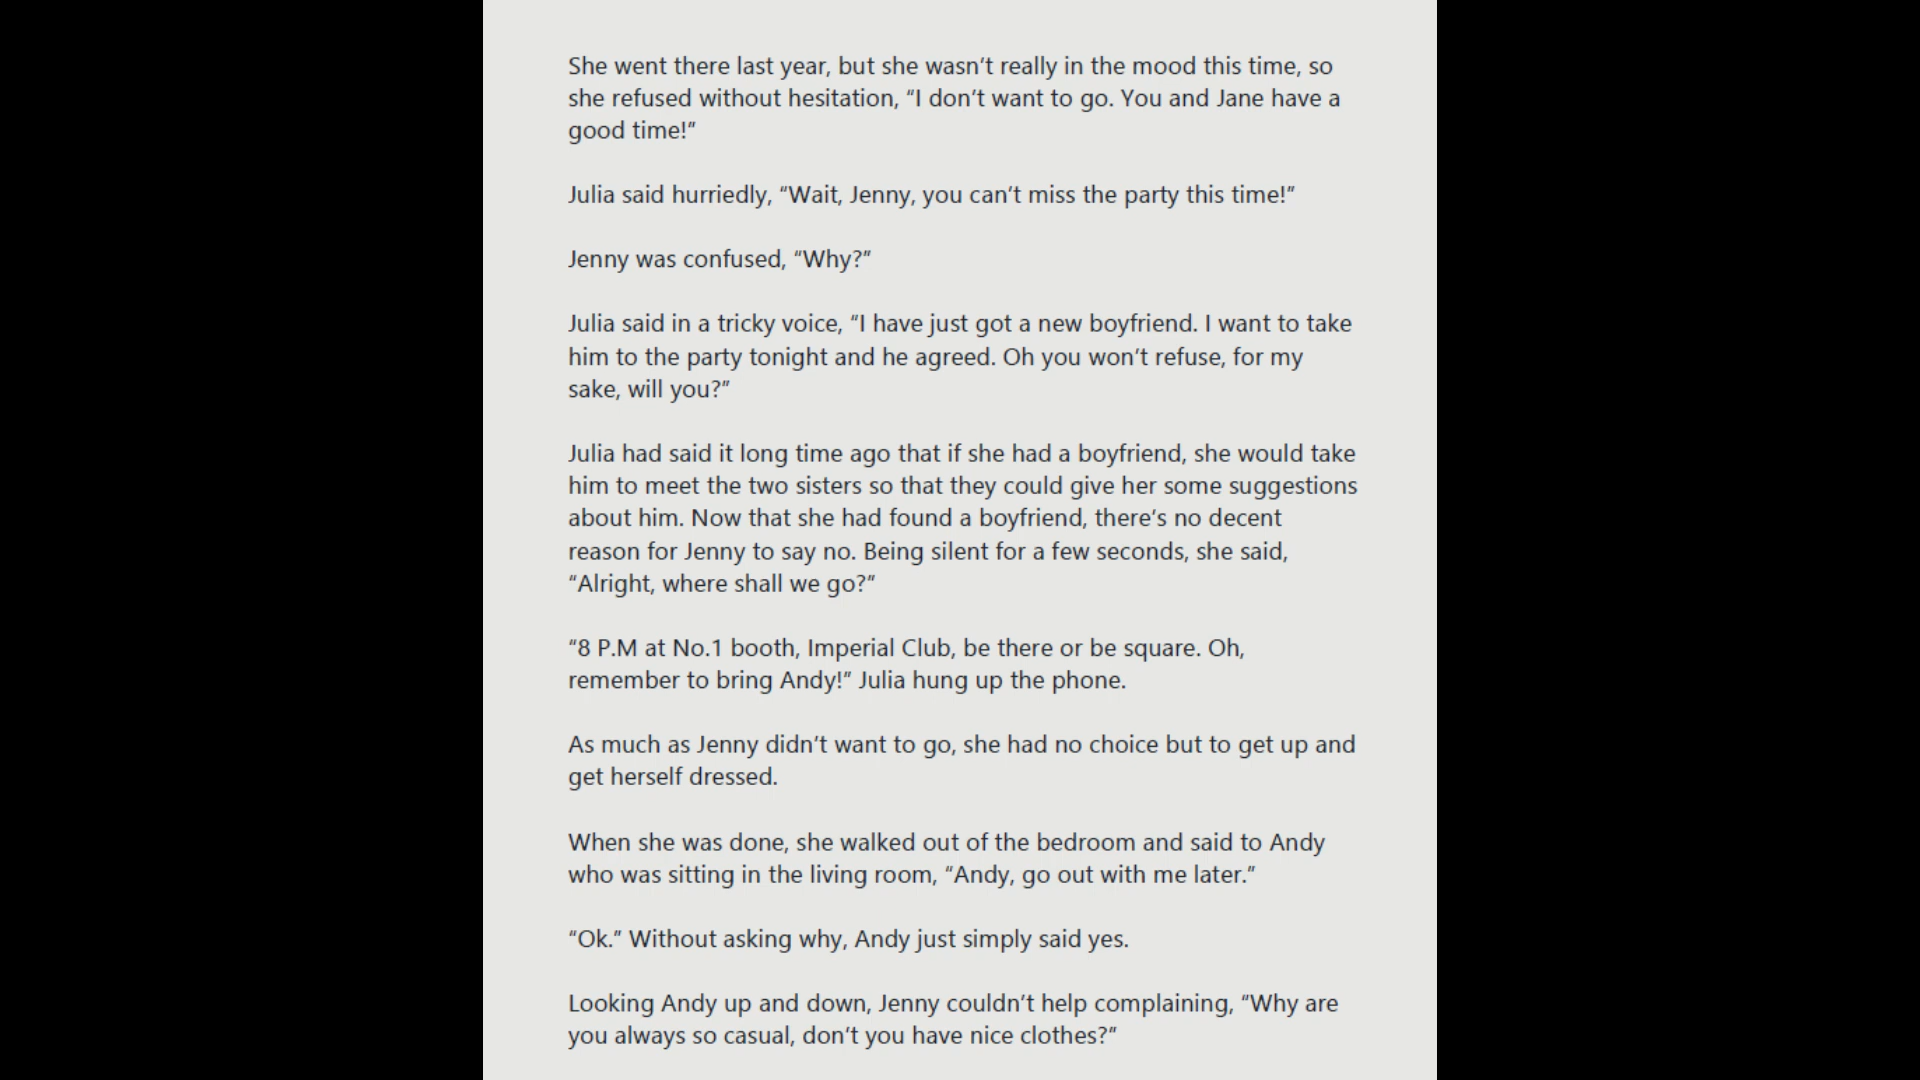 She went there last year, but she wasn’t really in the mood this time, so
she refused without hesitation, “I don’t want to go. You and Jane have a
good time!”
Julia said hurriedly, “Wait, Jenny, you can’t miss the party this time!”
Jenny was confused, “Why?”
Julia said in a tricky voice, “I have just got a new boyfriend. I want to take
him to the party tonight and he agreed. Oh you won’t refuse, for my
sake, will you?”
Julia had said it long time ago that if she had a boyfriend, she would take
him to meet the two sisters so that they could give her some suggestions
about him. Now that she had found a boyfriend, there’s no decent
reason for Jenny to say no. Being silent for a few seconds, she said,
“Alright, where shall we go?”
“8 P.M at No.1 booth, Imperial Club, be there or be square. Oh,
remember to bring Andy!” Julia hung up the phone.
As much as Jenny didn’t want to go, she had no choice but to get up and
get herself dressed.
When she was done, she walked out of the bedroom and said to Andy
who was sitting in the living room, “Andy, go out with me later.”
“Ok.” Without asking why, Andy just simply said yes.
Looking Andy up and down, Jenny couldn’t help complaining, “Why are
you always so casual, don’t you have nice clothes?”